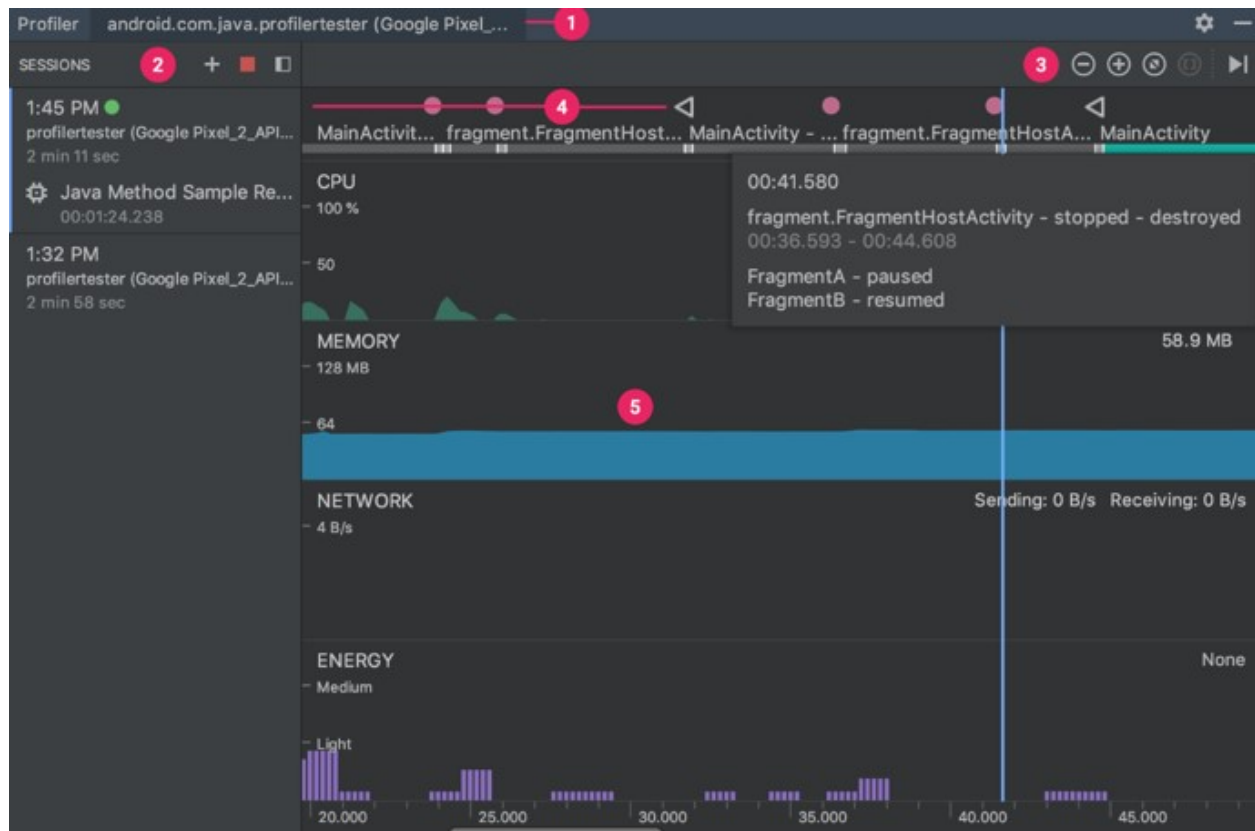 Profiler android.com.java.profilertester (Google Pixel_... 1
SESSIONS 2 3
1:45 PM
profilertester (Google Pixel_2_API...
2 min 11 sec
Java Method Sample Re...
00:01:24.238
1:32 PM
profilertester (Google Pixel_2_API...
2 min 58 sec
4
MainActivit... fragment.FragmentHost... MainActivity - ... fragment.FragmentHostA... MainActivity
CPU
100 %
50
00:41.580
fragment.FragmentHostActivity - stopped - destroyed
00:36.593 - 00:44.608
FragmentA - paused
FragmentB - resumed
MEMORY 58.9 MB
128 MB
5
64
NETWORK Sending: 0 B/s Receiving: 0 B/s
4 B/s
ENERGY None
Medium
Light
20.000 25.000 30.000 35.000 40.000 45.000